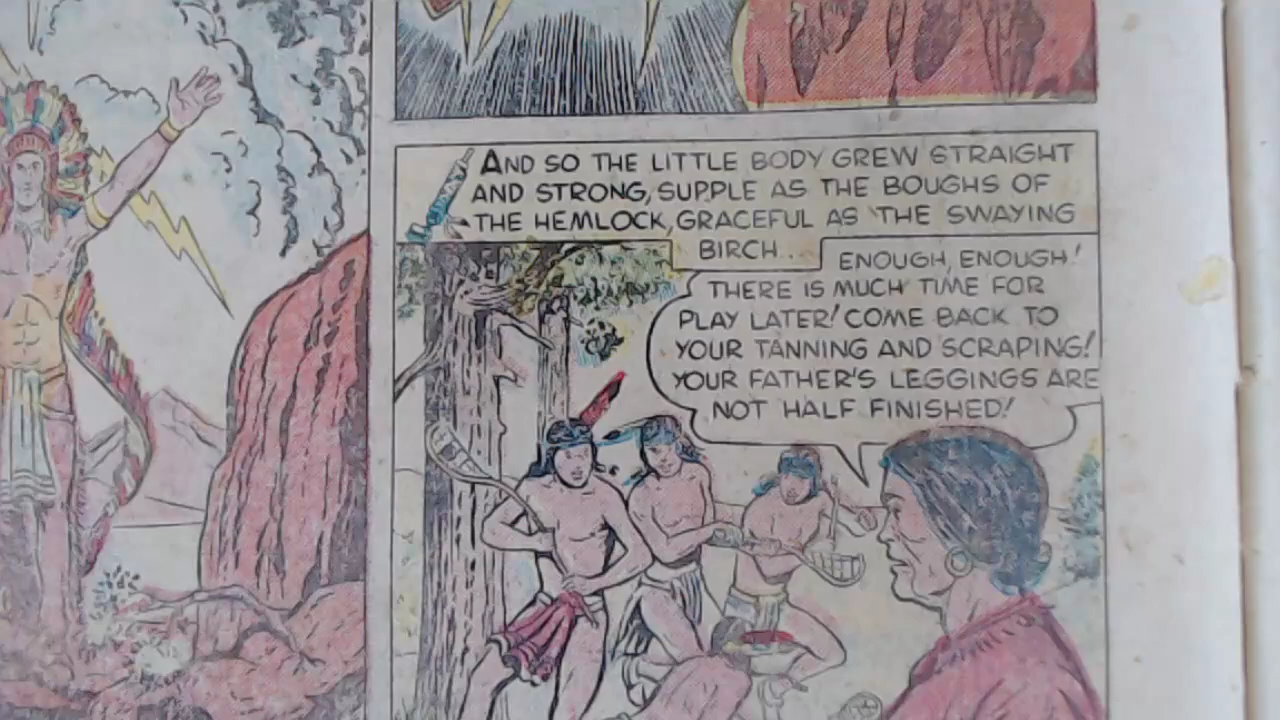 AND SO THE LITTLE BODY GREW STRAIGHT
AND STRONG, SUPPLE AS THE BOUGHS OF
THE HEMLOCK, GRACEFUL AS THE SWAYING
BIRCH...
ENOUGH, ENOUGH!
THERE IS MUCH TIME FOR
PLAY LATER! COME BACK TO
YOUR TANNING AND SCRAPING!
YOUR FATHER'S LEGGINGS ARE
NOT HALF FINISHED!